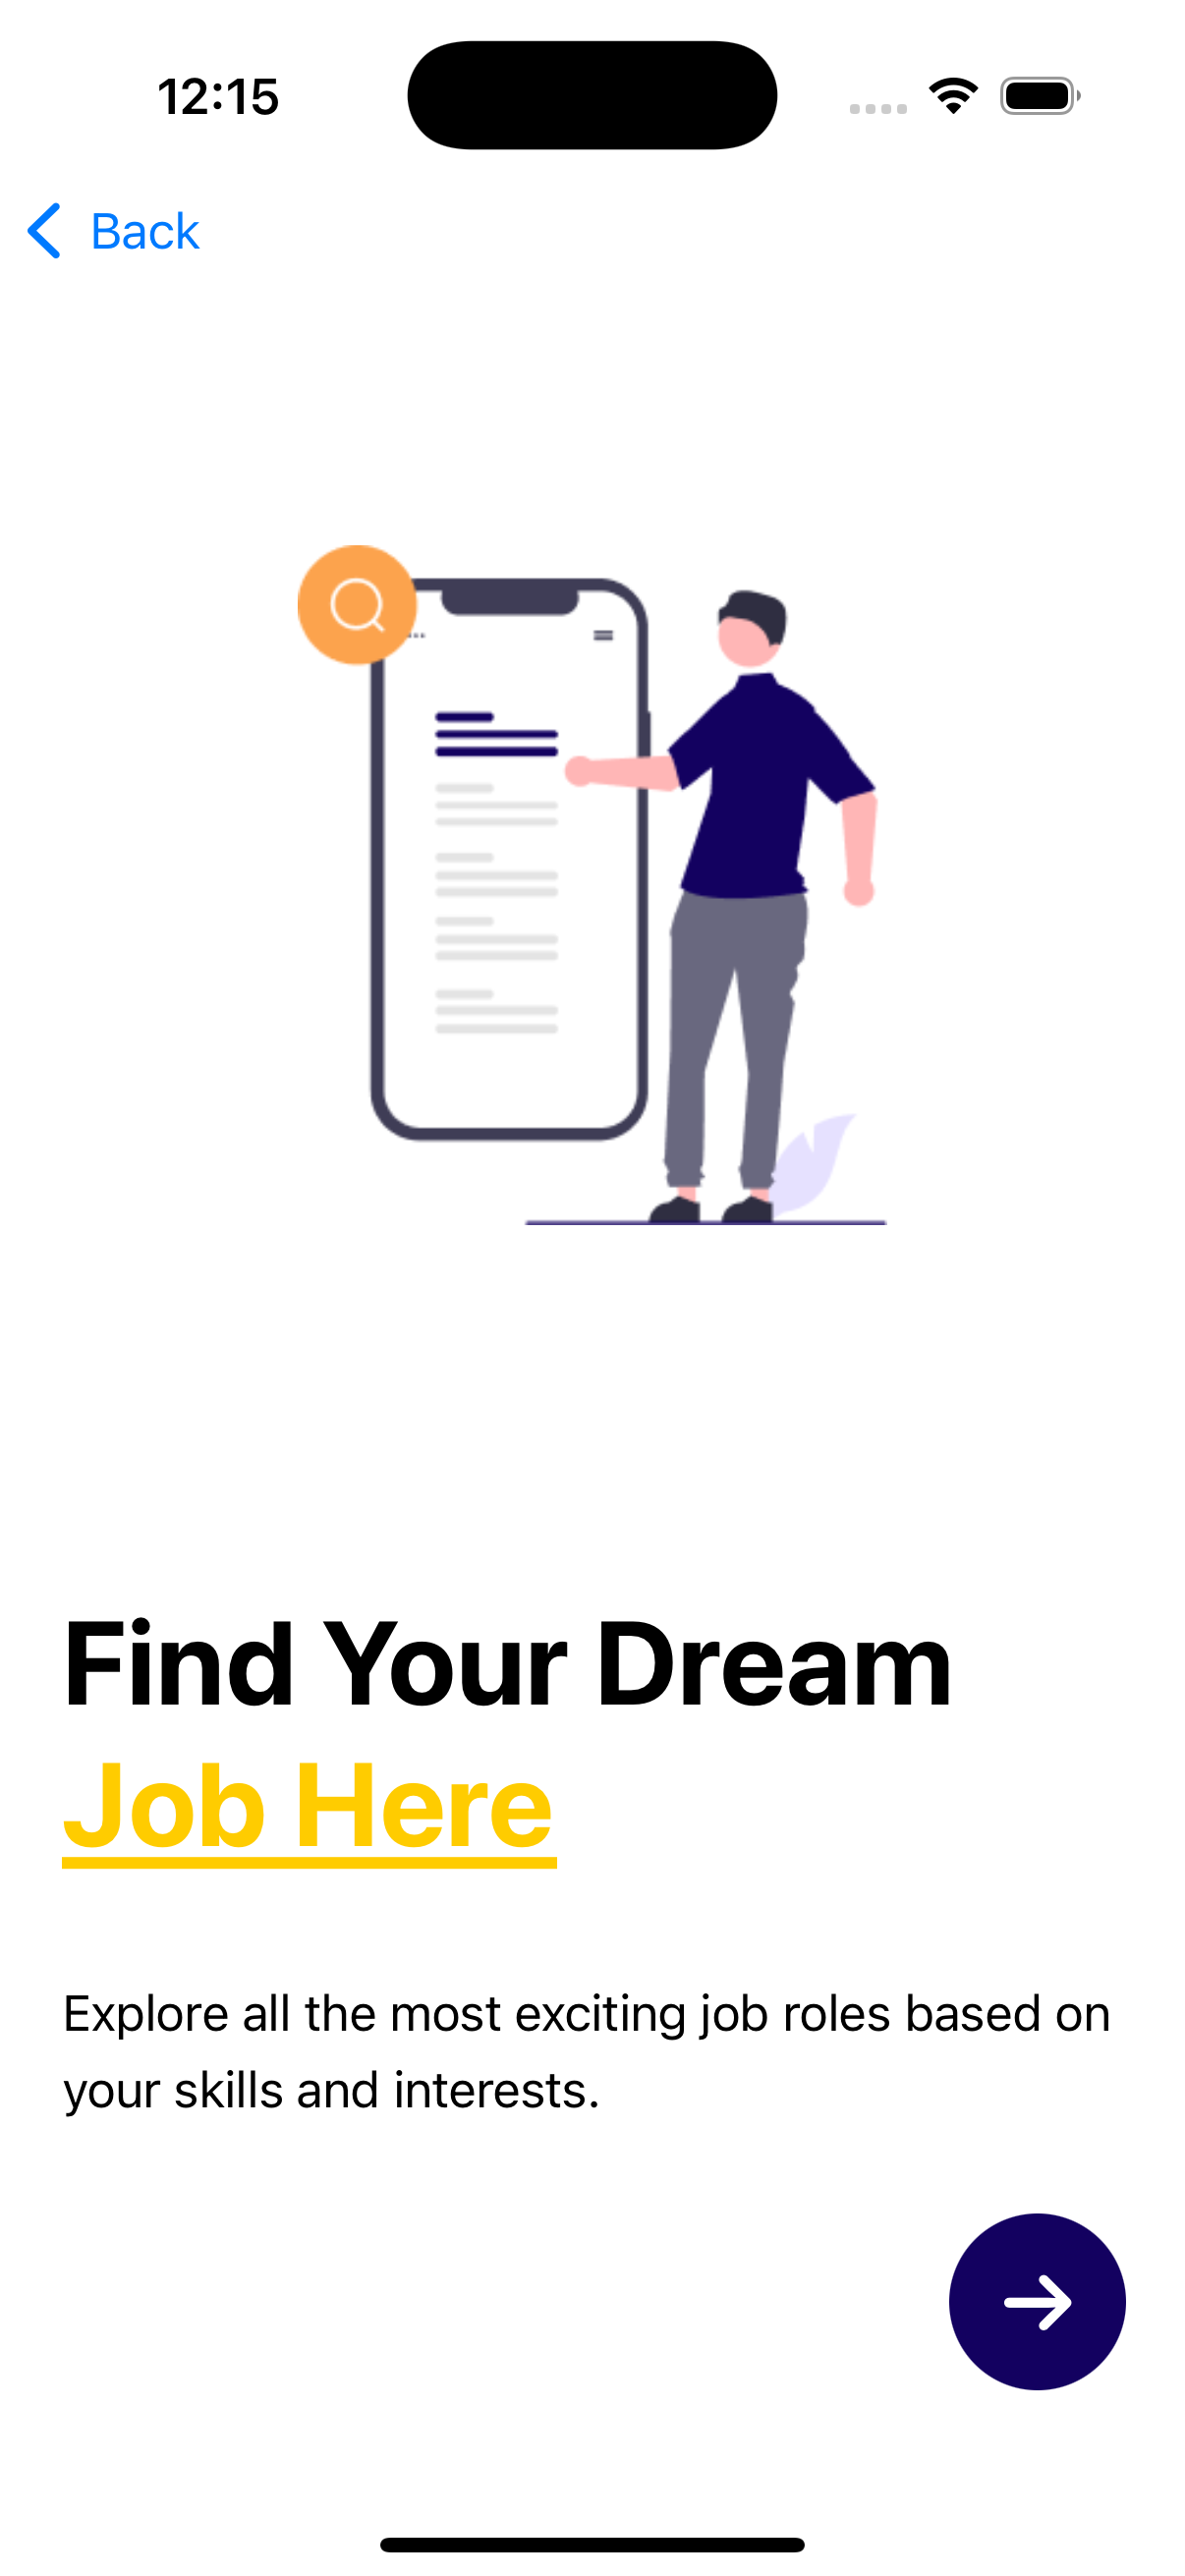 12:15
Back
Find Your Dream
Job Here
Explore all the most exciting job roles based on
your skills and interests.